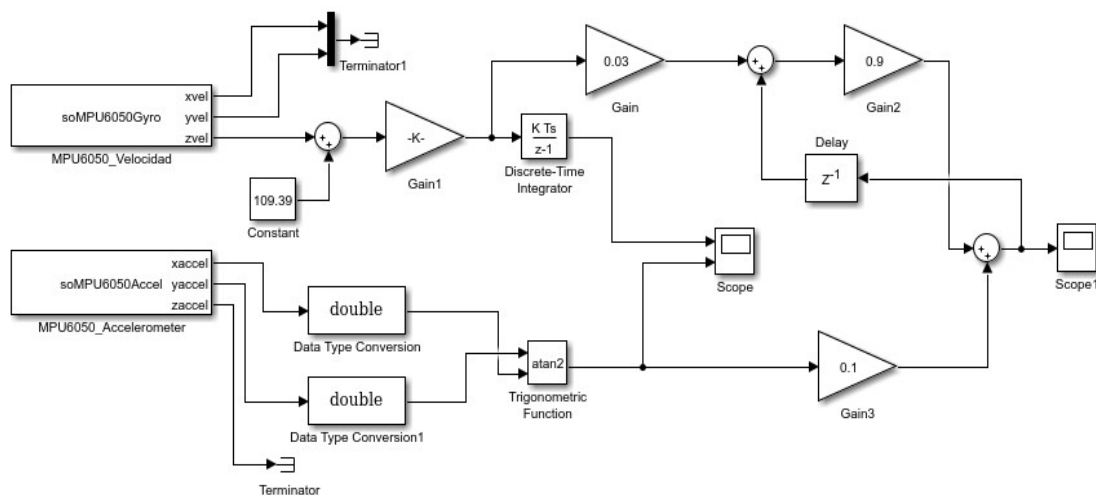 Terminator1
xvel
soMPU6050Gyro
yvel
zvel
MPU6050_Velocidad
++
109.39
Constant
-K-
Gain1
K Ts
z-1
Discrete-Time
Integrator
0.03
Gain
++
0.9
Gain2
Delay
Z-1
++
Scope1
Scope
xaccel
soMPU6050Accel
yaccel
zaccel
MPU6050_Accelerometer
double
Data Type Conversion
double
Data Type Conversion1
atan2
Trigonometric
Function
0.1
Gain3
Terminator